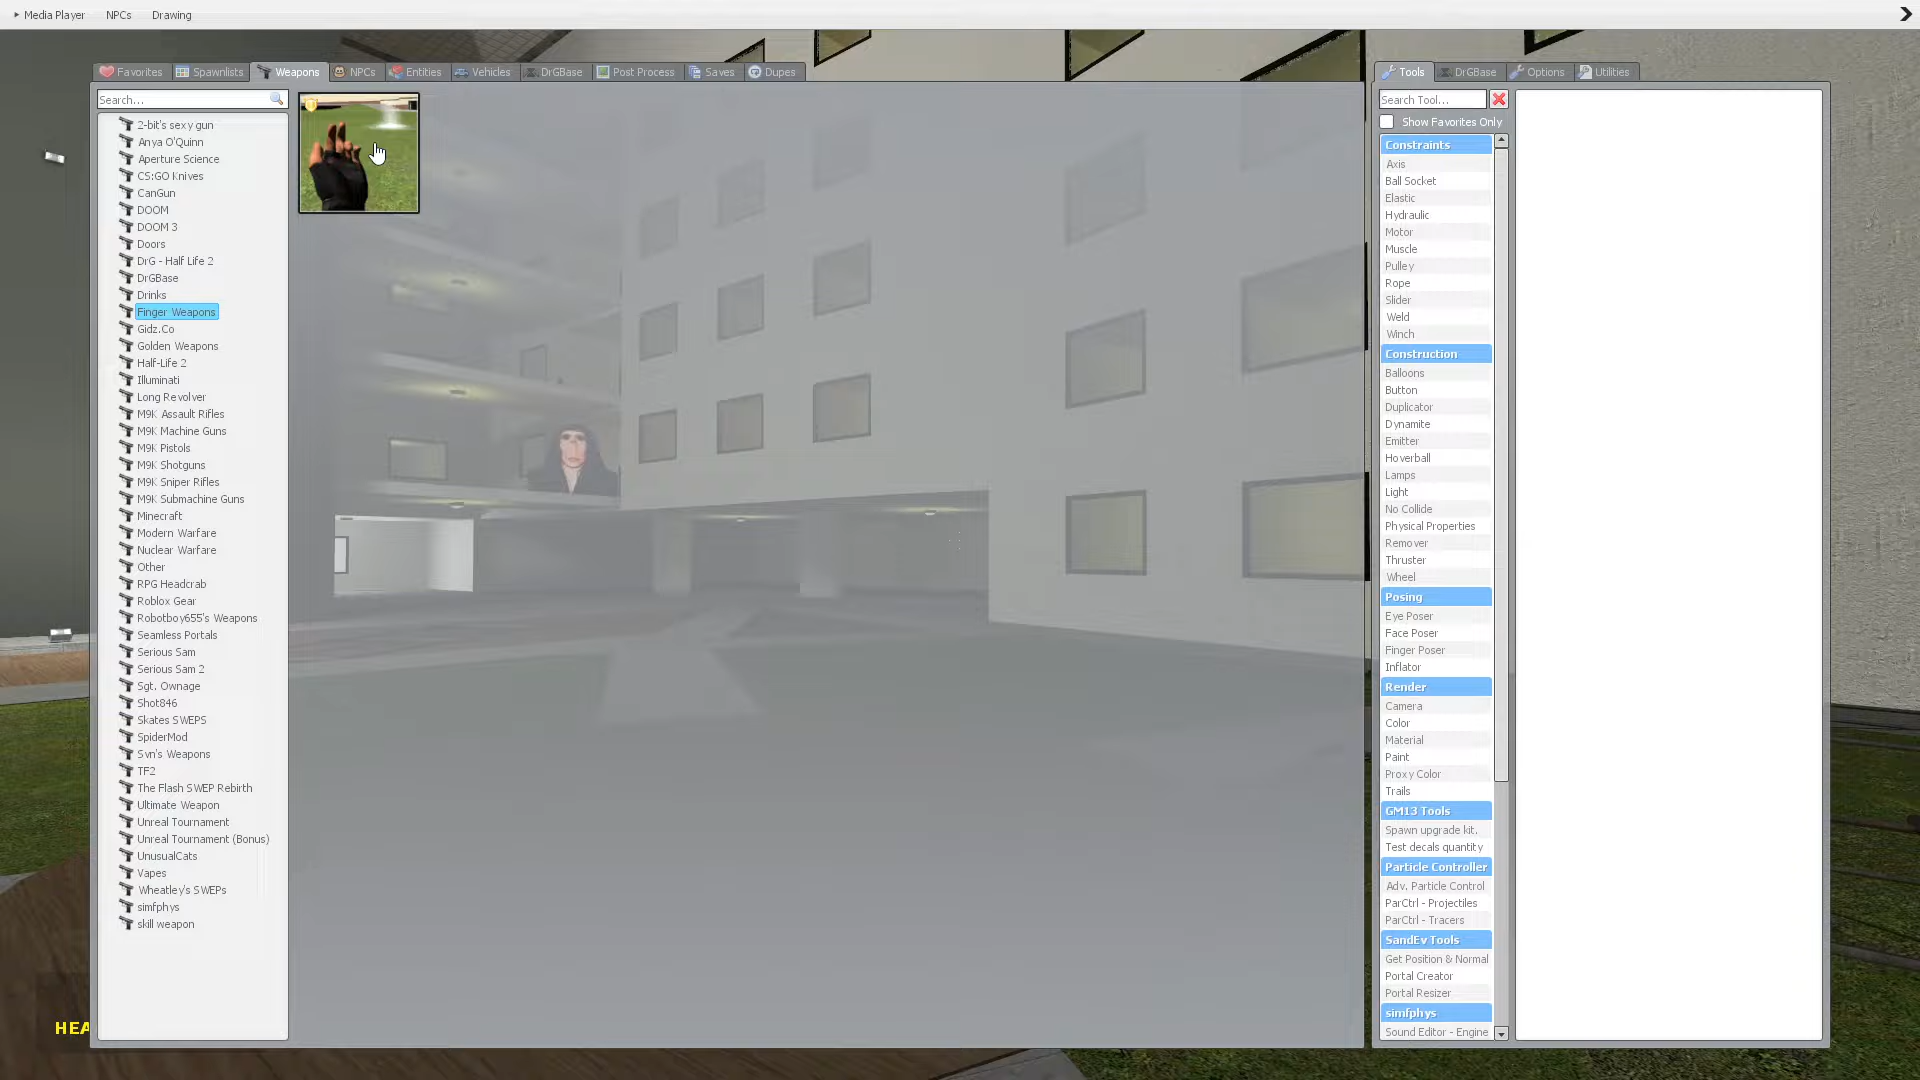 Media Player NPCs Drawing
Favorites Spawnlists Weapons NPCs Entities Vehicles DrGBase Post Process Saves Dupes
Search...
2-bit's sexy gun
Anya O'Quinn
Aperture Science
CS:GO Knives
CanGun
DOOM
DOOM 3
Doors
DrG - Half Life 2
DrGBase
Drinks
Finger Weapons
Gidz.Co
Golden Weapons
Half-Life 2
Illuminati
Long Revolver
M9K Assault Rifles
M9K Machine Guns
M9K Pistols
M9K Shotguns
M9K Sniper Rifles
M9K Submachine Guns
Minecraft
Modern Warfare
Nuclear Warfare
Other
RPG Headcrab
Roblox Gear
Robotboy655's Weapons
Seamless Portals
Serious Sam
Serious Sam 2
Sgt. Ownage
Shot846
Skates SWEPS
SpiderMod
Svn's Weapons
TF2
The Flash SWEP Rebirth
Ultimate Weapon
Unreal Tournament
Unreal Tournament (Bonus)
UnusualCats
Vapes
Wheatley's SWEPs
simfphys
skill weapon
HEA
Tools DrGBase Options Utilities
Search Tool...
Show Favorites Only
Constraints
Axis
Ball Socket
Elastic
Hydraulic
Motor
Muscle
Pulley
Rope
Slider
Weld
Winch
Construction
Balloons
Button
Duplicator
Dynamite
Emitter
Hoverball
Lamps
Light
No Collide
Physical Properties
Remover
Thruster
Wheel
Posing
Eye Poser
Face Poser
Finger Poser
Inflator
Render
Camera
Color
Material
Paint
Proxy Color
Trails
GM13 Tools
Spawn upgrade kit.
Test decals quantity
Particle Controller
Adv. Particle Control
ParCtrl - Projectiles
ParCtrl - Tracers
SandEv Tools
Get Position & Normal
Portal Creator
Portal Resizer
simfphys
Sound Editor - Engine